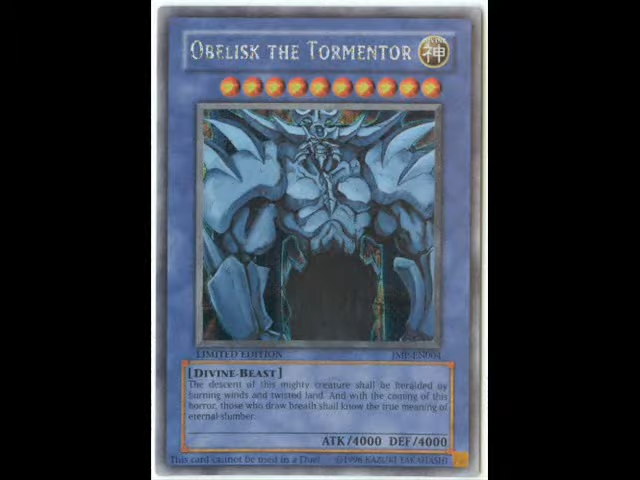 OBELISK THE TORMENTOR
神
LIMITED EDITION
JMP-EN004
[DIVINE-BEAST]
The descent of this mighty creature shall be heralded by
burning winds and twisted land. And with the coming of this
horror, those who draw breath shall know the true meaning of
eternal slumber.
ATK/4000 DEF/4000
This card cannot be used in a Duel. ©1996 KAZUKI TAKAHASHI